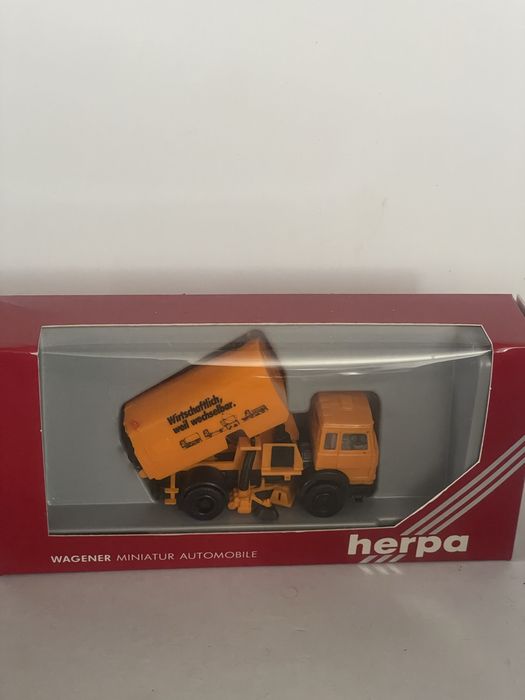 Wirtschaftlich,
weil wechselbar.
WAGENER MINIATUR AUTOMOBILE
herpa